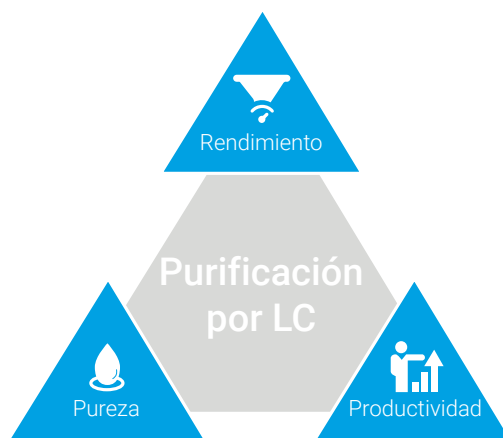 Rendimiento
Purificación
por LC
Pureza
Productividad